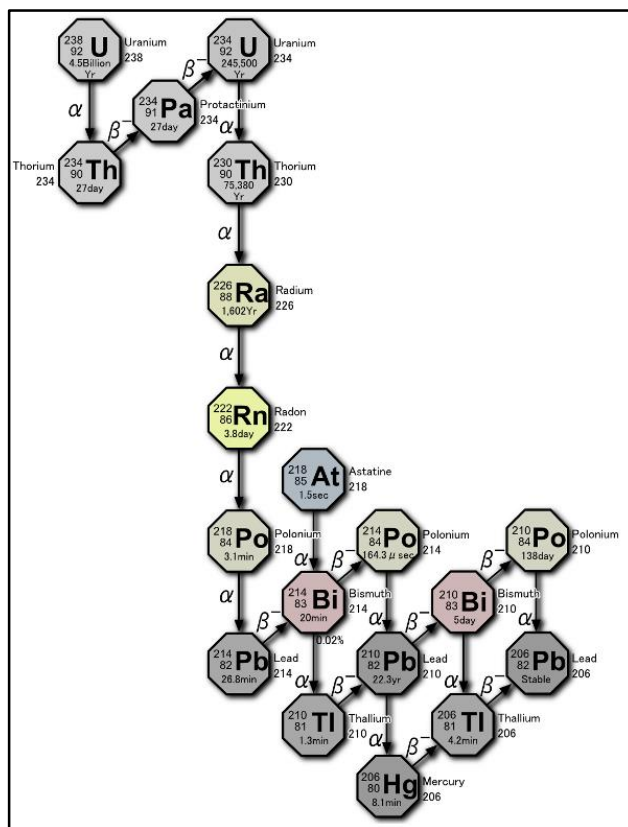 238 92 U 4.5Billion Yr
Uranium 238
α
234 90 Th 27day
Thorium 234
β−
234 91 Pa 27day
Protactinium 234
β−
234 92 U 245,500 Yr
Uranium 234
α
230 90 Th 75,380 Yr
Thorium 230
α
226 88 Ra 1,602Yr
Radium 226
α
222 86 Rn 3.8day
Radon 222
α
218 85 At 1.5sec
Astatine 218
α
218 84 Po 3.1min
Polonium 218
α
214 84 Po 164.3 μ sec
Polonium 214
β−
α
210 84 Po 138day
Polonium 210
β−
α
214 83 Bi 20min
Bismuth 214
0.02%
α
210 83 Bi 5day
Bismuth 210
α
214 82 Pb 26.8min
Lead 214
β−
210 82 Pb 22.3yr
Lead 210
β−
α
206 82 Pb Stable
Lead 206
210 81 Tl 1.3min
Thallium 210
β−
206 81 Tl 4.2min
Thallium 206
β−
206 80 Hg 8.1min
Mercury 206
β−